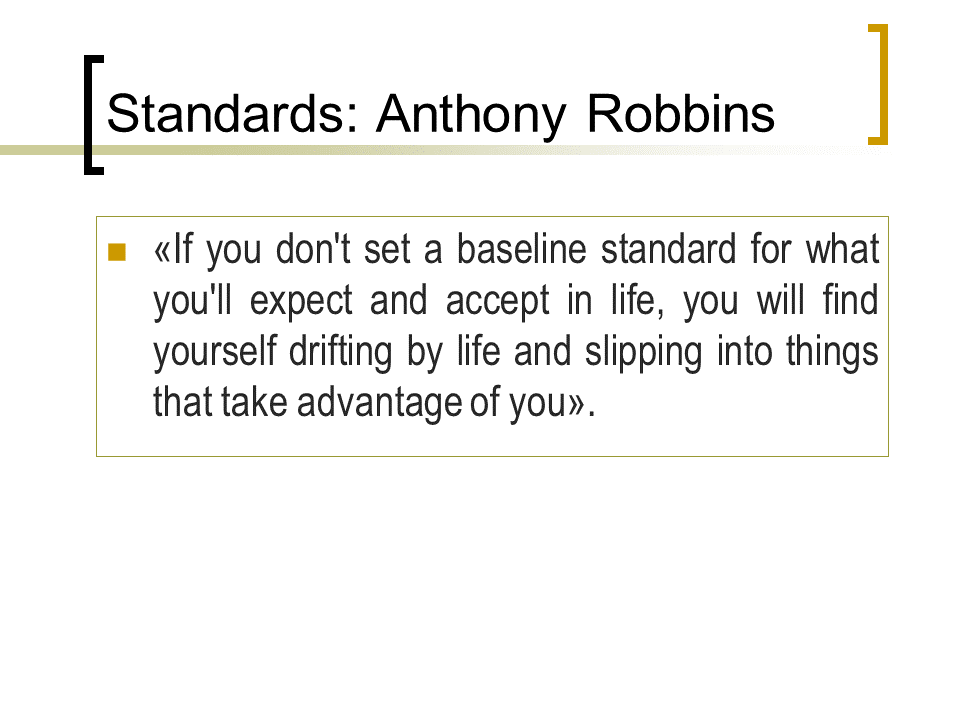 Standards: Anthony Robbins
«If you don't set a baseline standard for what
you'll expect and accept in life, you will find
yourself drifting by life and slipping into things
that take advantage of you».